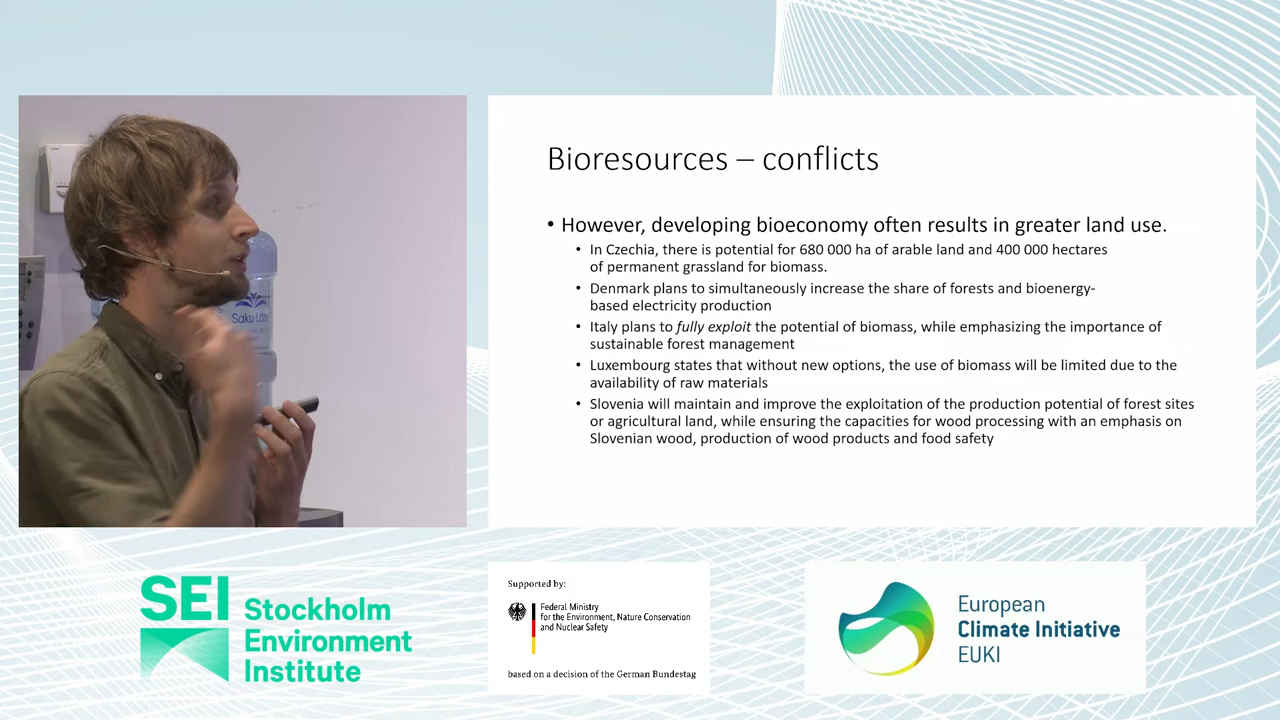 Bioresources – conflicts
• However, developing bioeconomy often results in greater land use.
• In Czechia, there is potential for 680 000 ha of arable land and 400 000 hectares
of permanent grassland for biomass.
• Denmark plans to simultaneously increase the share of forests and bioenergy-
based electricity production
• Italy plans to fully exploit the potential of biomass, while emphasizing the importance of
sustainable forest management
• Luxembourg states that without new options, the use of biomass will be limited due to the
availability of raw materials
• Slovenia will maintain and improve the exploitation of the production potential of forest sites
or agricultural land, while ensuring the capacities for wood processing with an emphasis on
Slovenian wood, production of wood products and food safety
Saku Läte
SEI Stockholm
Environment
Institute
Supported by:
Federal Ministry
for the Environment, Nature Conservation
and Nuclear Safety
based on a decision of the German Bundestag
European
Climate Initiative
EUKI